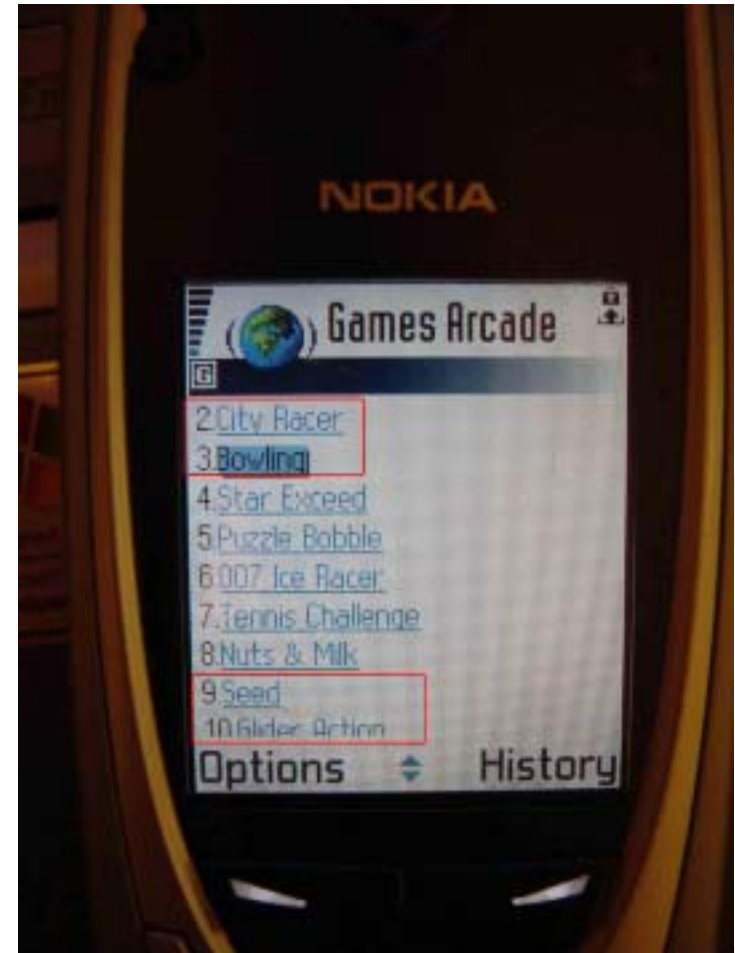 NOKIA
Games Arcade
G
2.City Racer
3.Bowling
4.Star Exceed
5.Puzzle Bobble
6.007 Ice Racer
7.Tennis Challenge
8.Nuts & Milk
9.Seed
10.Glider Action
Options History